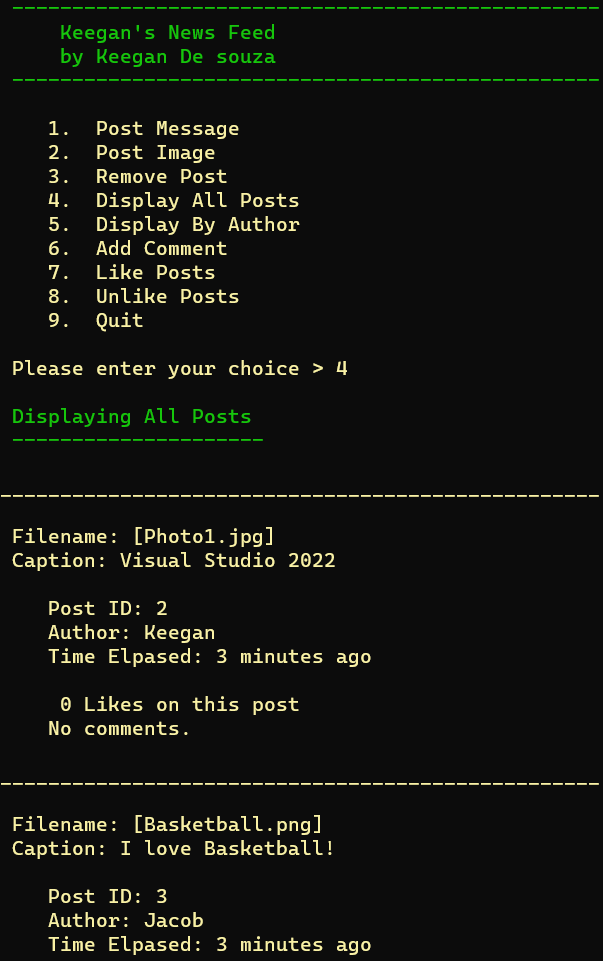 Keegan's News Feed
by Keegan De souza
1. Post Message
2. Post Image
3. Remove Post
4. Display All Posts
5. Display By Author
6. Add Comment
7. Like Posts
8. Unlike Posts
9. Quit
Please enter your choice > 4
Displaying All Posts
Filename: [Photo1.jpg]
Caption: Visual Studio 2022
Post ID: 2
Author: Keegan
Time Elpased: 3 minutes ago
0 Likes on this post
No comments.
Filename: [Basketball.png]
Caption: I love Basketball!
Post ID: 3
Author: Jacob
Time Elpased: 3 minutes ago